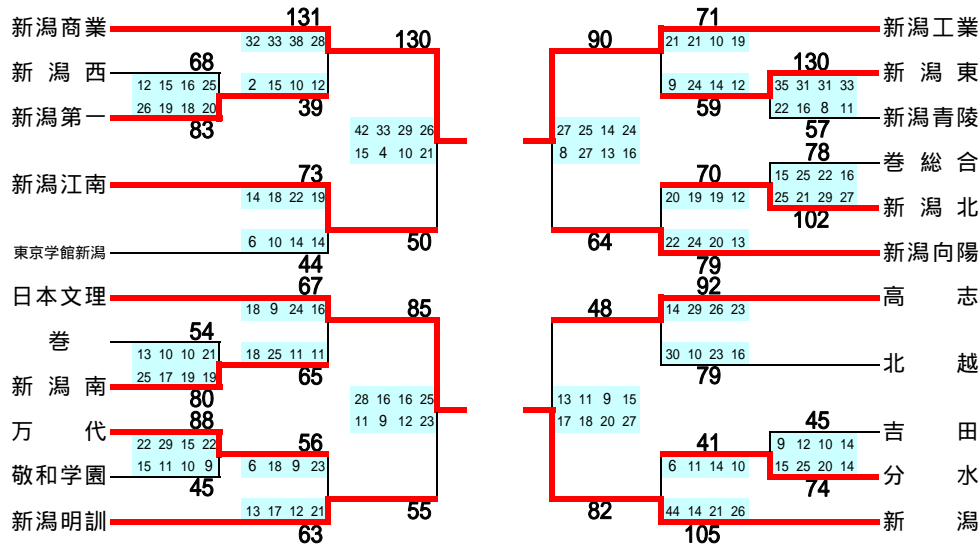 新潟商業 131
32 33 38 28
130
新潟西 68
12 15 16 25
2 15 10 12
26 19 18 20
39
新潟第一 83
42 33 29 26
15 4 10 21
新潟江南 73
14 18 22 19
6 10 14 14
50
東京学館新潟 44
日本文理 67
18 9 24 16
85
巻 54
13 10 10 21
18 25 11 11
25 17 19 19
65
新潟南 80
28 16 16 25
11 9 12 23
万代 88
22 29 15 22
56
15 11 10 9
6 18 9 23
敬和学園 45
13 17 12 21
55
新潟明訓 63
71 新潟工業
90
21 21 10 19
130 新潟東
9 24 14 12
35 31 31 33
59
22 16 8 11
57 新潟青陵
27 25 14 24
8 27 13 16
78 巻総合
15 25 22 16
70
20 19 19 12
25 21 29 27
102 新潟北
64
22 24 20 13
79 新潟向陽
92 高志
48
14 29 26 23
30 10 23 16
79 北越
13 11 9 15
17 18 20 27
45 吉田
9 12 10 14
41
6 11 14 10
15 25 20 14
74 分水
82
44 14 21 26
105 新潟